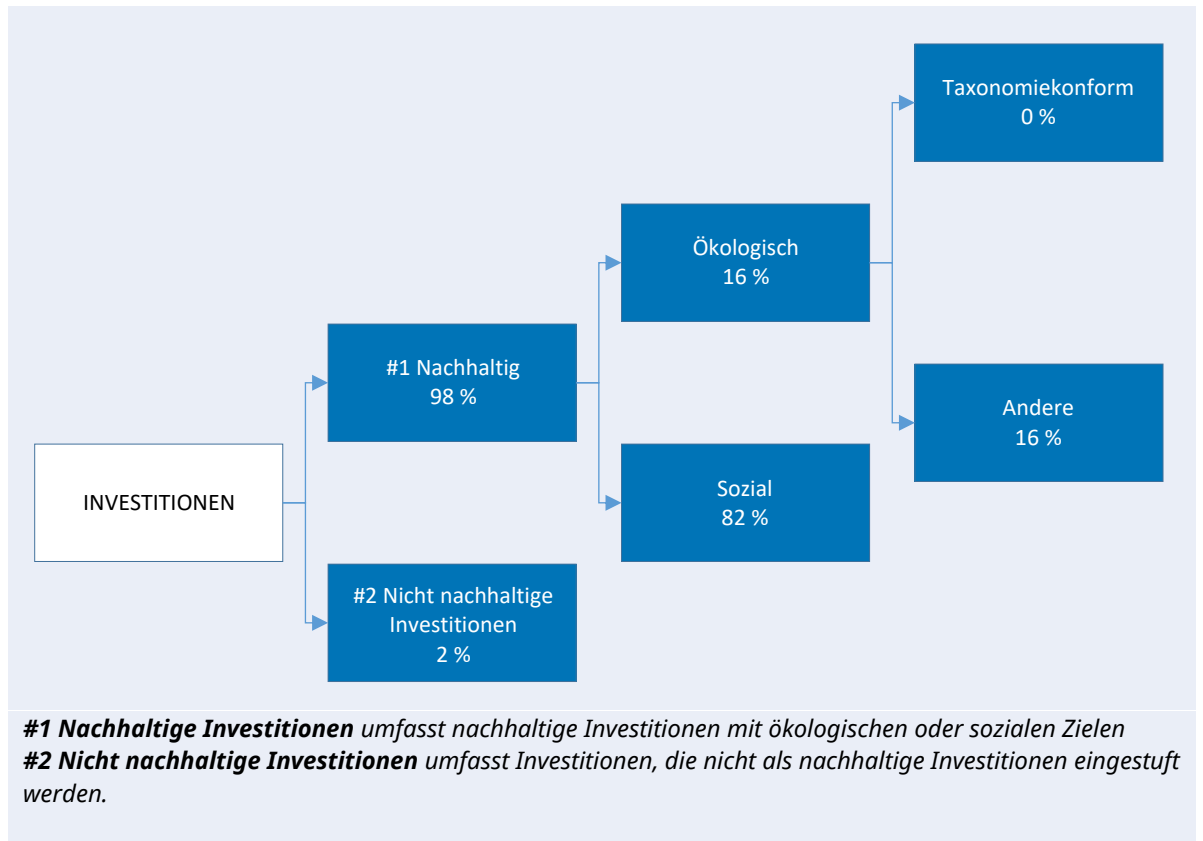 Taxonomiekonform
0 %
Ökologisch
16 %
#1 Nachhaltig
98 %
Andere
16 %
INVESTITIONEN
Sozial
82 %
#2 Nicht nachhaltige
Investitionen
2 %
#1 Nachhaltige Investitionen umfasst nachhaltige Investitionen mit ökologischen oder sozialen Zielen
#2 Nicht nachhaltige Investitionen umfasst Investitionen, die nicht als nachhaltige Investitionen eingestuft
werden.